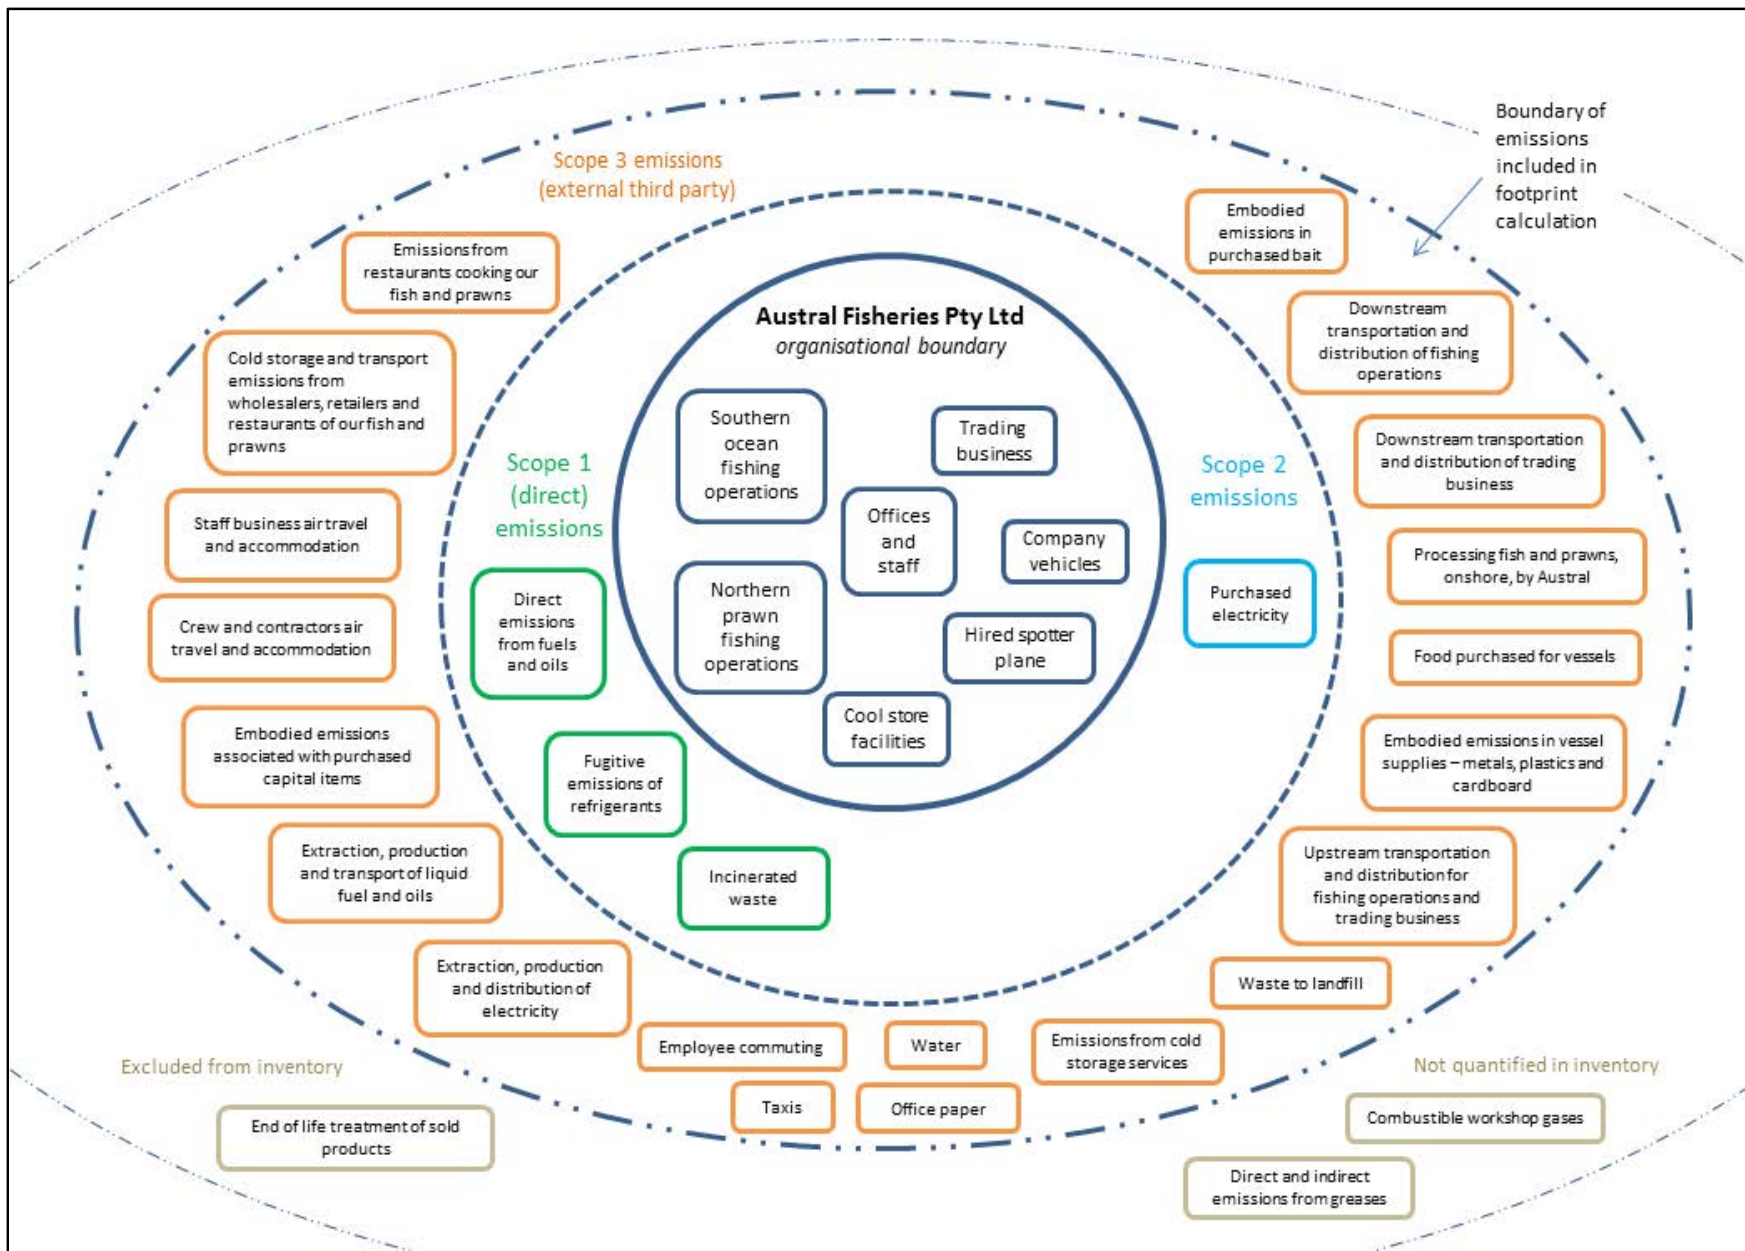 Boundary of
emissions
included in
footprint
calculation
Scope 3 emissions
(external third party)
Embodied
emissions in
purchased bait
Emissions from
restaurants cooking our
fish and prawns
Downstream
transportation and
distribution of fishing
operations
Austral Fisheries Pty Ltd
organisational boundary
Cold storage and transport
emissions from
wholesalers, retailers and
restaurants of our fish and
prawns
Southern
ocean
fishing
operations
Trading
business
Downstream transportation
and distribution of trading
business
Scope 1
(direct)
emissions
Scope 2
emissions
Staff business air travel
and accommodation
Offices
and
staff
Company
vehicles
Processing fish and prawns,
onshore, by Austral
Direct
emissions
from fuels
and oils
Northern
prawn
fishing
operations
Purchased
electricity
Crew and contractors air
travel and accommodation
Hired spotter
plane
Food purchased for vessels
Cool store
facilities
Embodied emissions
associated with purchased
capital items
Fugitive
emissions of
refrigerants
Embodied emissions in vessel
supplies – metals, plastics and
cardboard
Extraction, production
and transport of liquid
fuel and oils
Incinerated
waste
Upstream transportation
and distribution for
fishing operations and
trading business
Extraction, production
and distribution of
electricity
Waste to landfill
Employee commuting
Water
Emissions from cold
storage services
Taxis
Office paper
Excluded from inventory
End of life treatment of sold
products
Not quantified in inventory
Combustible workshop gases
Direct and indirect
emissions from greases